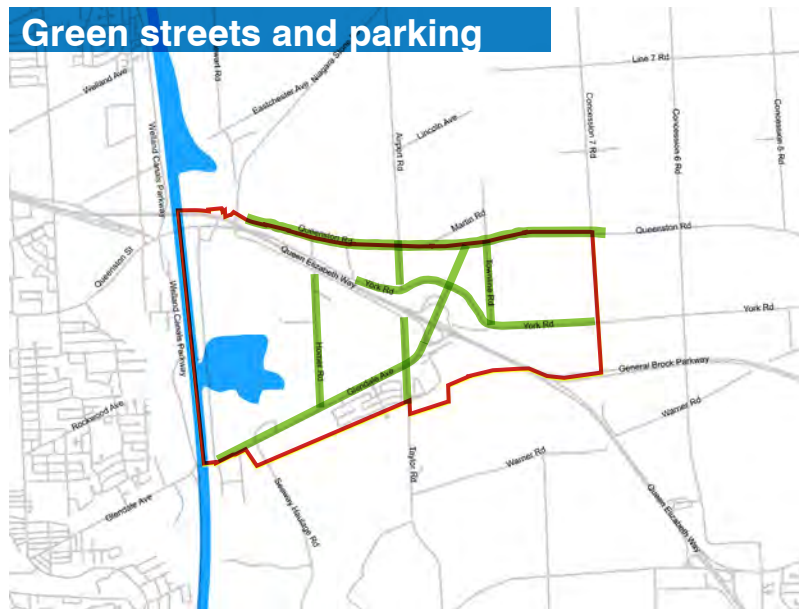 Green streets and parking
Line 7 Rd
Welland Ave
Niagara Stone
Eastchester Ave
Lincoln Ave
Airport Rd
Concession 7 Rd
Concession 6 Rd
Welland Canals Parkway
Martin Rd
Queenston Rd
Queenston Rd
Queenston St
Queen Elizabeth Way
York Rd
Townline Rd
Welland Canals Parkway
York Rd
York Rd
Homer Rd
Glendale Ave
General Brock Parkway
Rockwood Ave
Warner Rd
Taylor Rd
Warner Rd
Glendale Ave
Seaway Haulage Rd
Queen Elizabeth Way